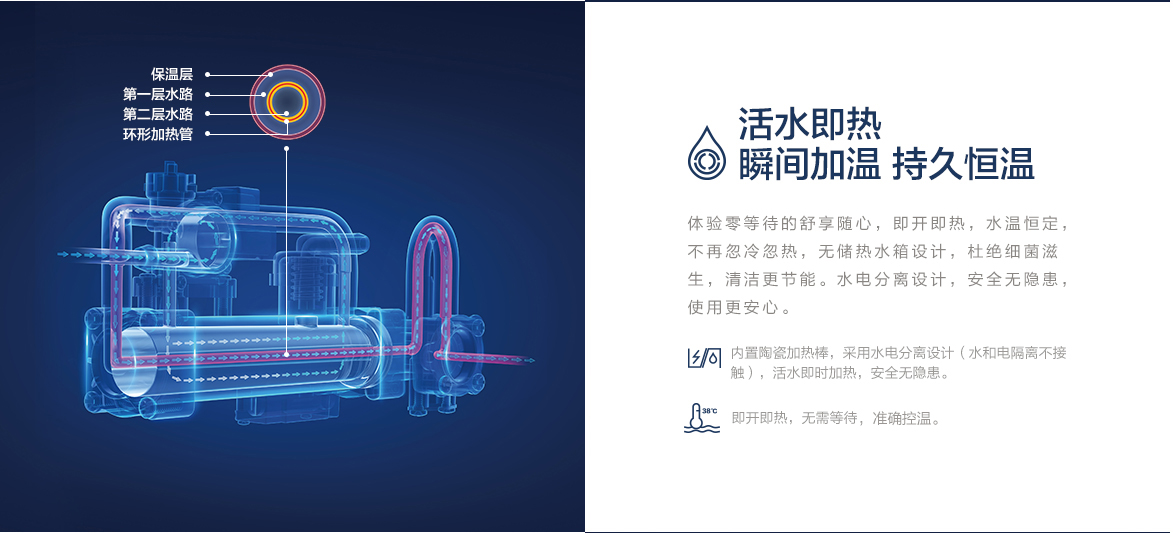 保温层
第一层水路
第二层水路
环形加热管
活水即热
瞬间加温 持久恒温
体验零等待的舒享随心，即开即热，水温恒定，
不再忽冷忽热，无储热水箱设计，杜绝细菌滋
生，清洁更节能。水电分离设计，安全无隐患，
使用更安心。
内置陶瓷加热棒，采用水电分离设计（水和电隔离不接
触），活水即时加热，安全无隐患。
38°C
即开即热，无需等待，准确控温。